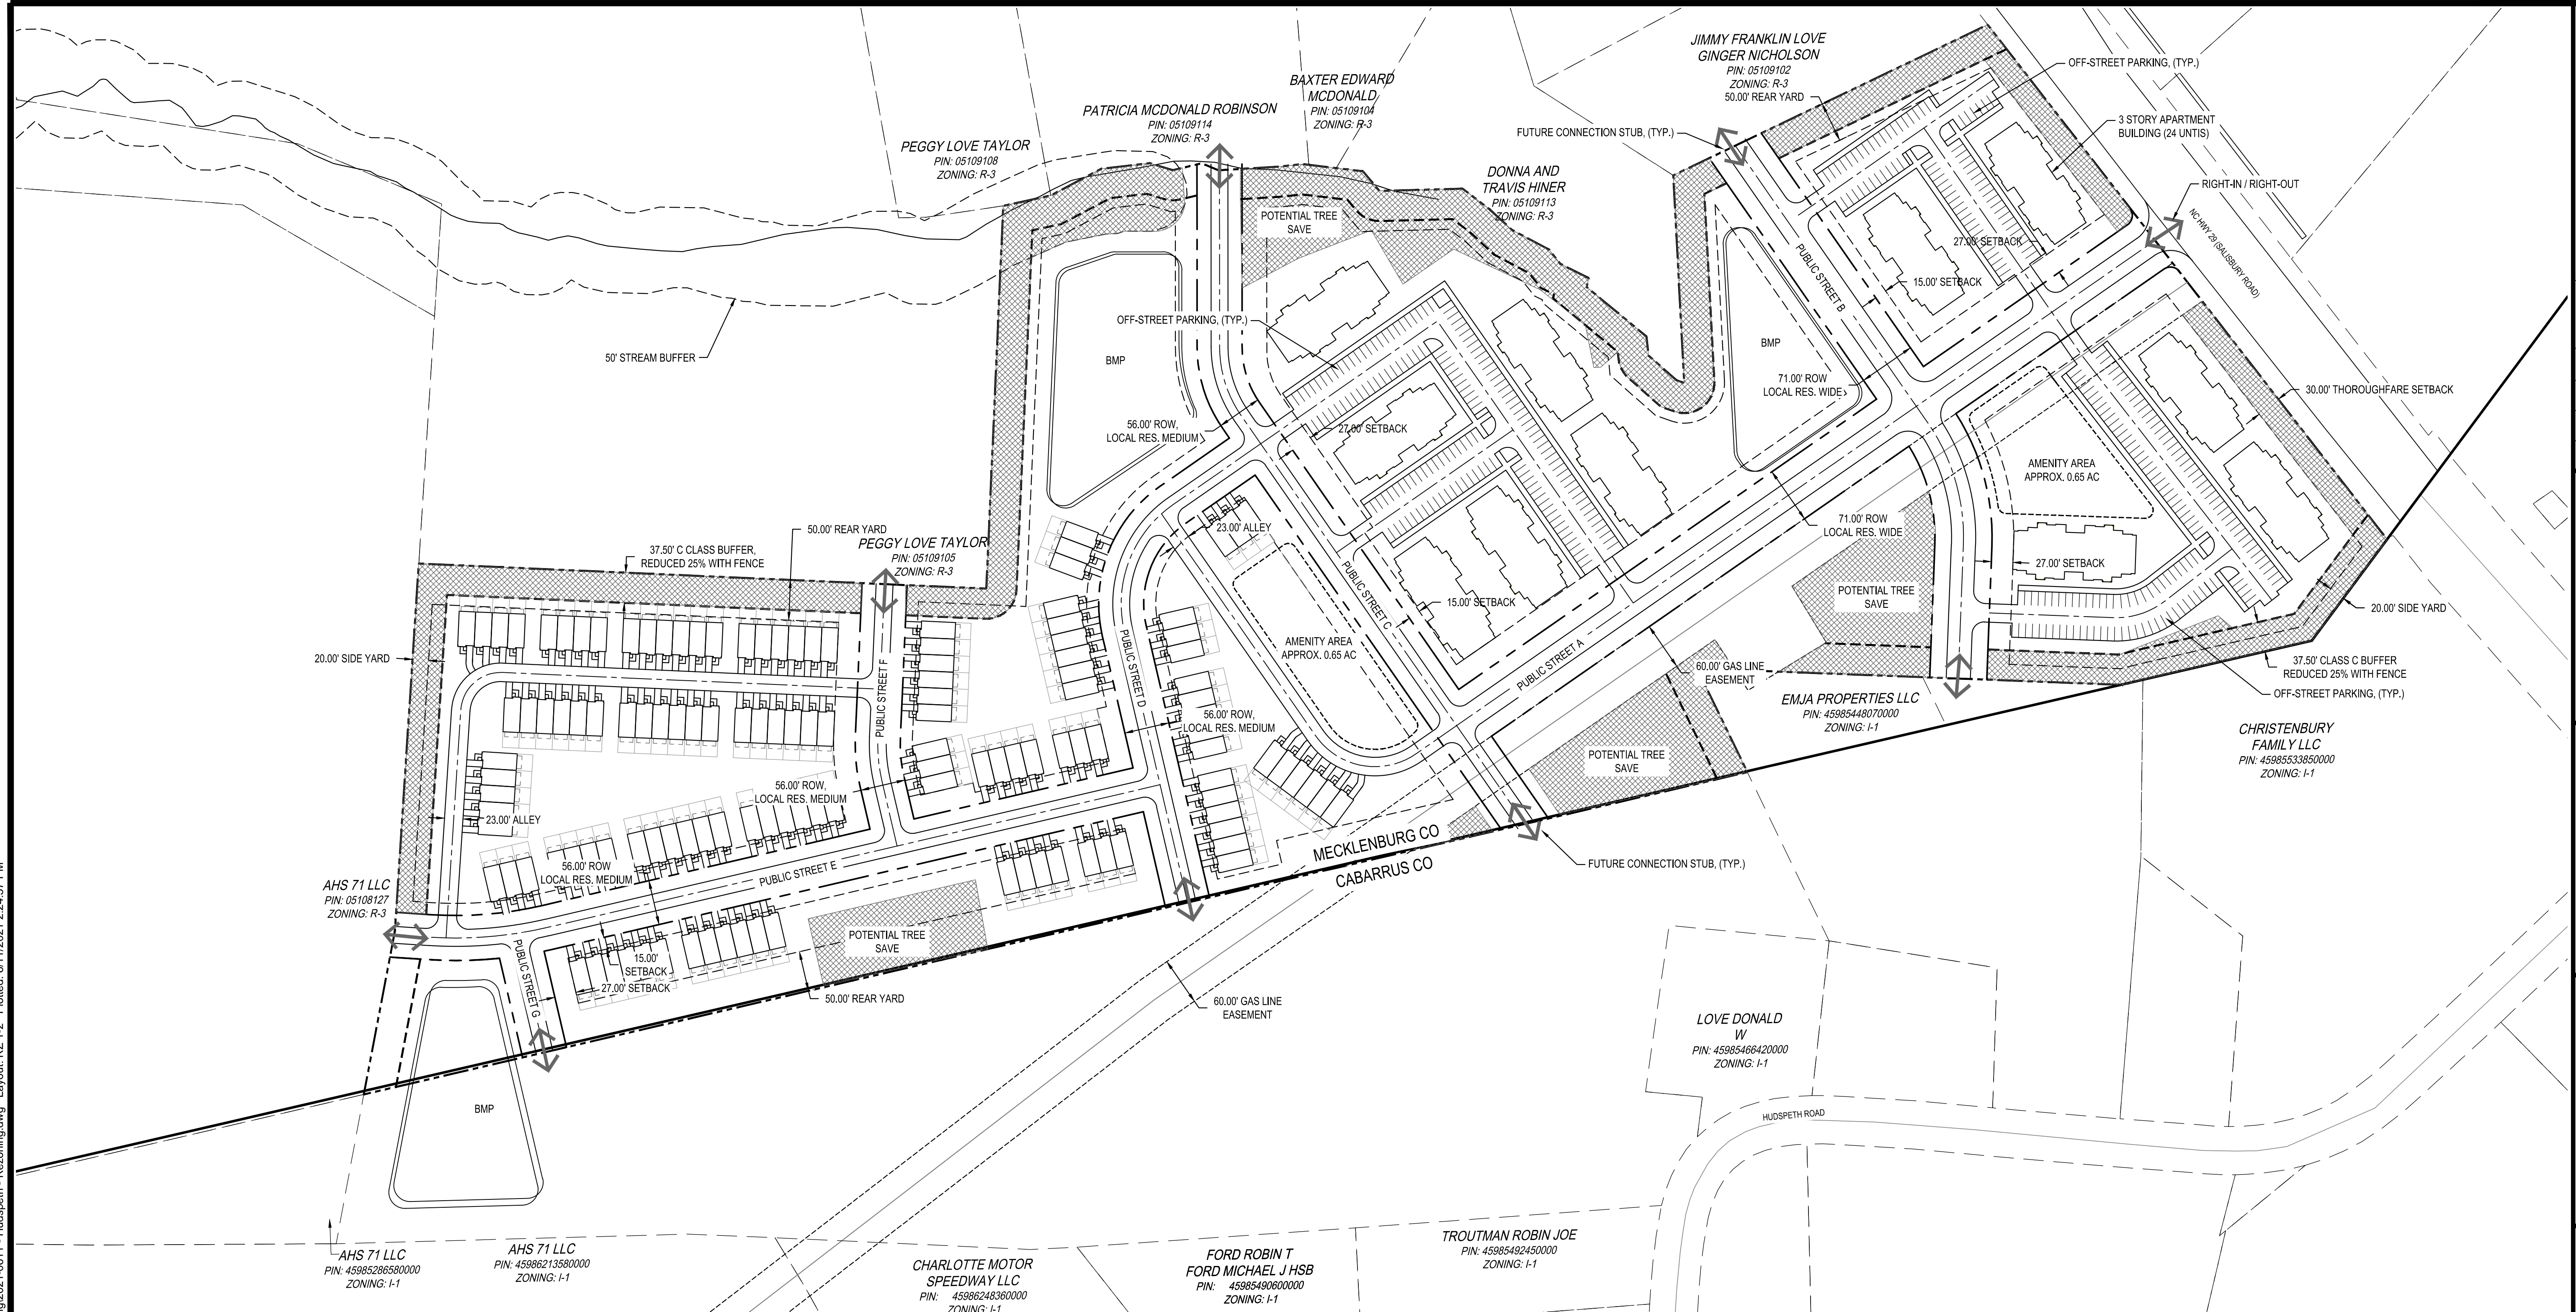 JIMMY FRANKLIN LOVE
GINGER NICHOLSON
PIN: 05109102
ZONING: R-3
50.00' REAR YARD
OFF-STREET PARKING, (TYP.)
BAXTER EDWARD
MCDONALD
PIN: 05109104
ZONING: R-3
PATRICIA MCDONALD ROBINSON
PIN: 05109114
ZONING: R-3
3 STORY APARTMENT
BUILDING (24 UNTIS)
FUTURE CONNECTION STUB, (TYP.)
PEGGY LOVE TAYLOR
PIN: 05109108
ZONING: R-3
DONNA AND
TRAVIS HINER
PIN: 05109113
ZONING: R-3
RIGHT-IN / RIGHT-OUT
NC HWY 29 (SALISBURY ROAD)
POTENTIAL TREE
SAVE
27.00' SETBACK
PUBLIC STREET B
15.00' SETBACK
OFF-STREET PARKING, (TYP.)
50' STREAM BUFFER
BMP
BMP
71.00' ROW
LOCAL RES. WIDE
30.00' THOROUGHFARE SETBACK
56.00' ROW,
LOCAL RES. MEDIUM
27.00' SETBACK
AMENITY AREA
APPROX. 0.65 AC
23.00' ALLEY
71.00' ROW
LOCAL RES. WIDE
50.00' REAR YARD
37.50' C CLASS BUFFER,
REDUCED 25% WITH FENCE
PEGGY LOVE TAYLOR
PIN: 05109105
ZONING: R-3
27.00' SETBACK
PUBLIC STREET C
POTENTIAL TREE
SAVE
15.00' SETBACK
20.00' SIDE YARD
AMENITY AREA
APPROX. 0.65 AC
20.00' SIDE YARD
PUBLIC STREET F
PUBLIC STREET D
PUBLIC STREET A
60.00' GAS LINE
EASEMENT
37.50' CLASS C BUFFER
REDUCED 25% WITH FENCE
OFF-STREET PARKING, (TYP.)
EMJA PROPERTIES LLC
PIN: 45985448070000
ZONING: I-1
56.00' ROW,
LOCAL RES. MEDIUM
CHRISTENBURY
FAMILY LLC
PIN: 45985533850000
ZONING: I-1
POTENTIAL TREE
SAVE
56.00' ROW,
LOCAL RES. MEDIUM
23.00' ALLEY
MECKLENBURG CO
CABARRUS CO
FUTURE CONNECTION STUB, (TYP.)
56.00' ROW
LOCAL RES. MEDIUM
PUBLIC STREET E
AHS 71 LLC
PIN: 05108127
ZONING: R-3
POTENTIAL TREE
SAVE
PUBLIC STREET G
15.00'
SETBACK
27.00' SETBACK
50.00' REAR YARD
60.00' GAS LINE
EASEMENT
LOVE DONALD
W
PIN: 45985466420000
ZONING: I-1
BMP
HUDSPETH ROAD
AHS 71 LLC
PIN: 45985286580000
ZONING: I-1
AHS 71 LLC
PIN: 45986213580000
ZONING: I-1
CHARLOTTE MOTOR
SPEEDWAY LLC
PIN: 45986248360000
ZONING: I-1
FORD ROBIN T
FORD MICHAEL J HSB
PIN: 45985490600000
ZONING: I-1
TROUTMAN ROBIN JOE
PIN: 45985492450000
ZONING: I-1